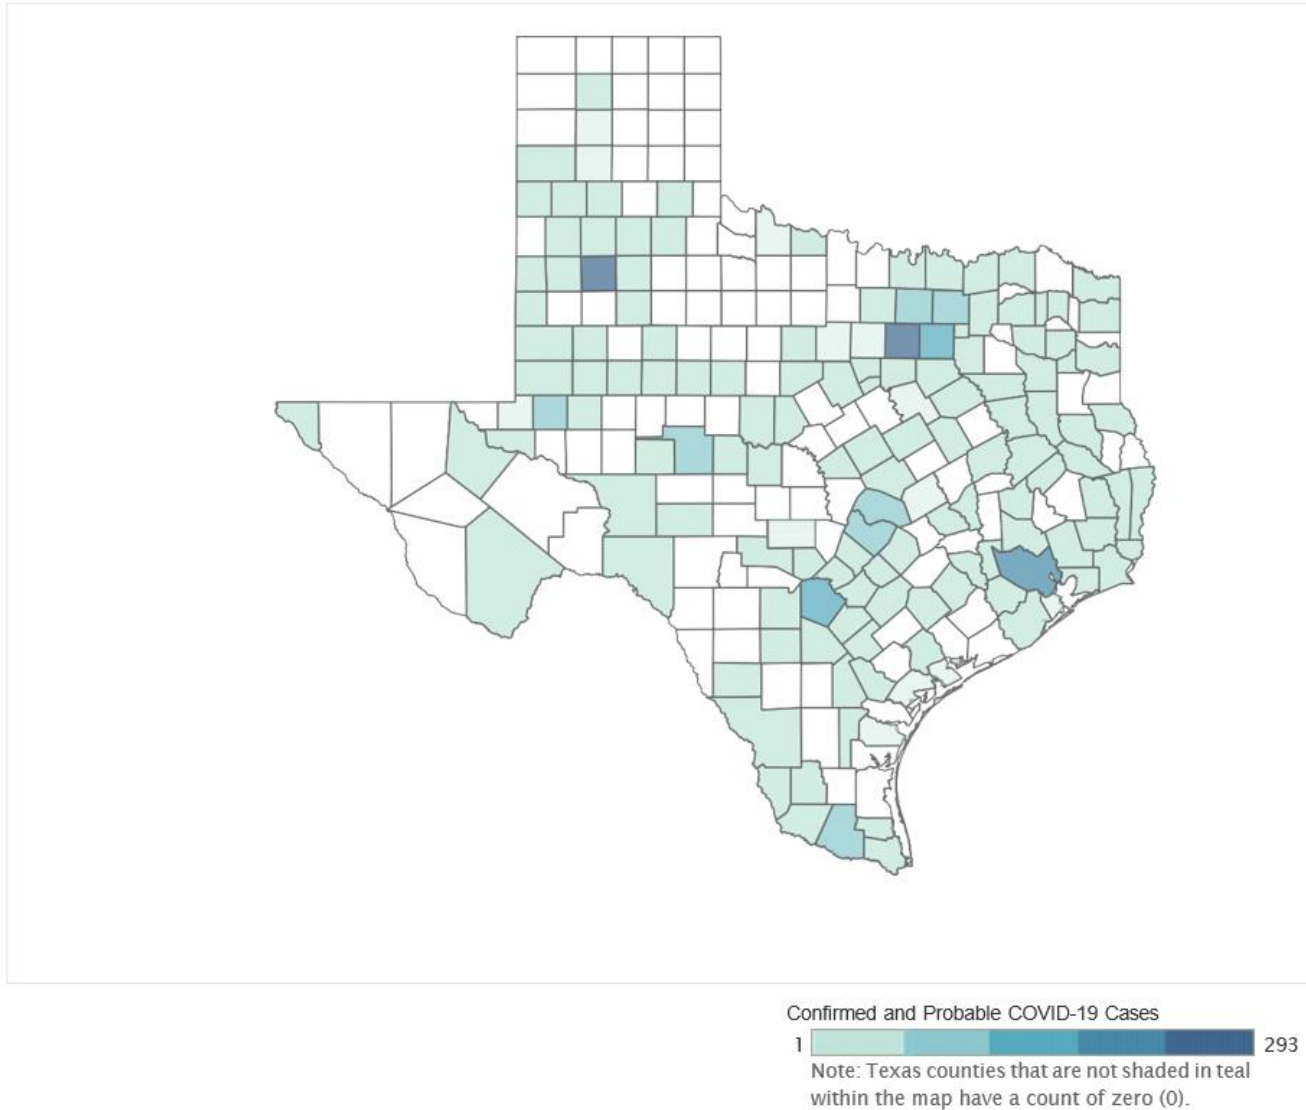 Confirmed and Probable COVID-19 Cases
1 293
Note: Texas counties that are not shaded in teal
within the map have a count of zero (0).